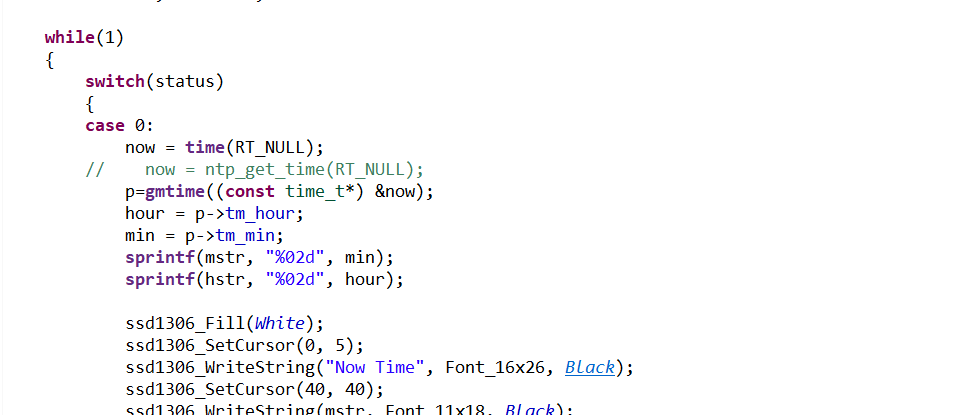 while(1)
{
switch(status)
{
case 0:
now = time(RT_NULL);
// now = ntp_get_time(RT_NULL);
p=gmtime((const time_t*) &now);
hour = p->tm_hour;
min = p->tm_min;
sprintf(mstr, "%02d", min);
sprintf(hstr, "%02d", hour);
ssd1306_Fill(White);
ssd1306_SetCursor(0, 5);
ssd1306_WriteString("Now Time", Font_16x26, Black);
ssd1306_SetCursor(40, 40);
ssd1306_WriteString(mstr, Font_11x18, Black);